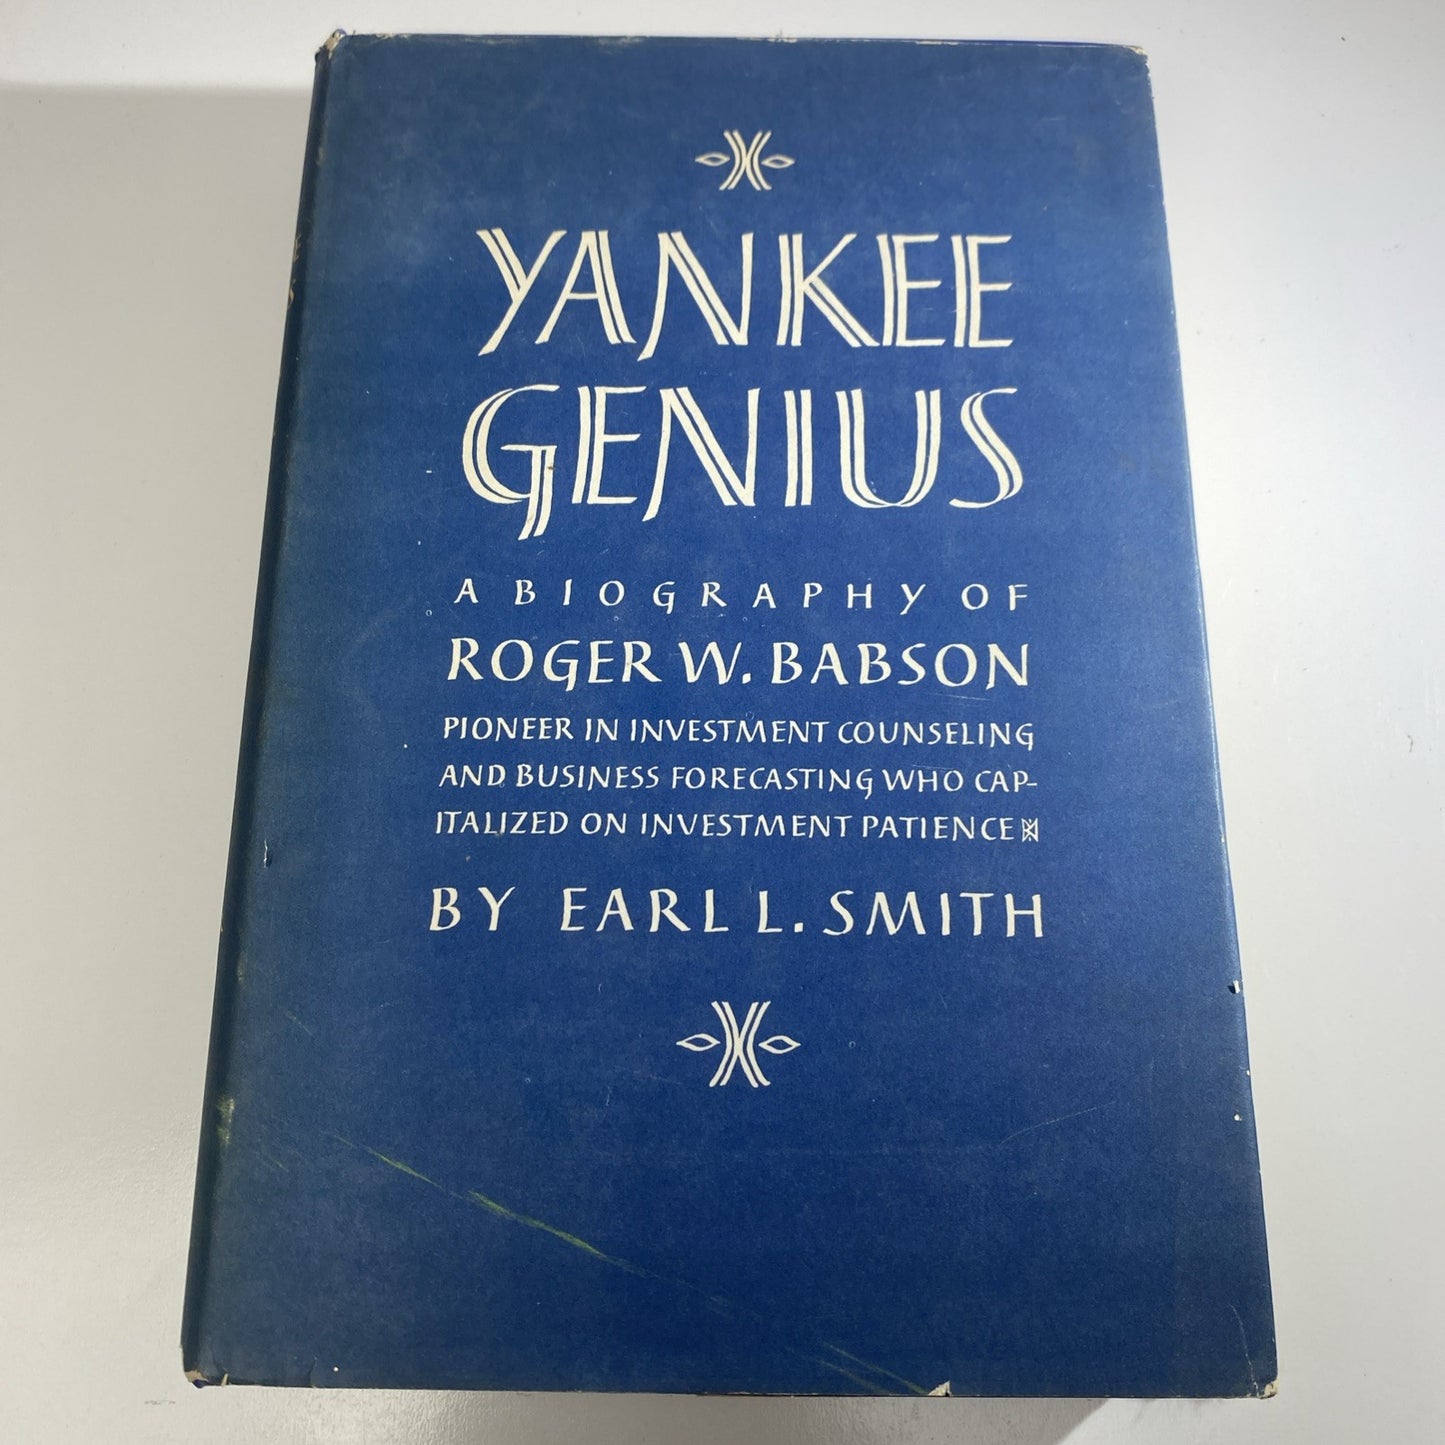 YANKEE
GENIUS
A BIOGRAPHY OF
ROGER W. BABSON
PIONEER IN INVESTMENT COUNSELING
AND BUSINESS FORECASTING WHO CAP-
ITALIZED ON INVESTMENT PATIENCE
BY EARL L. SMITH